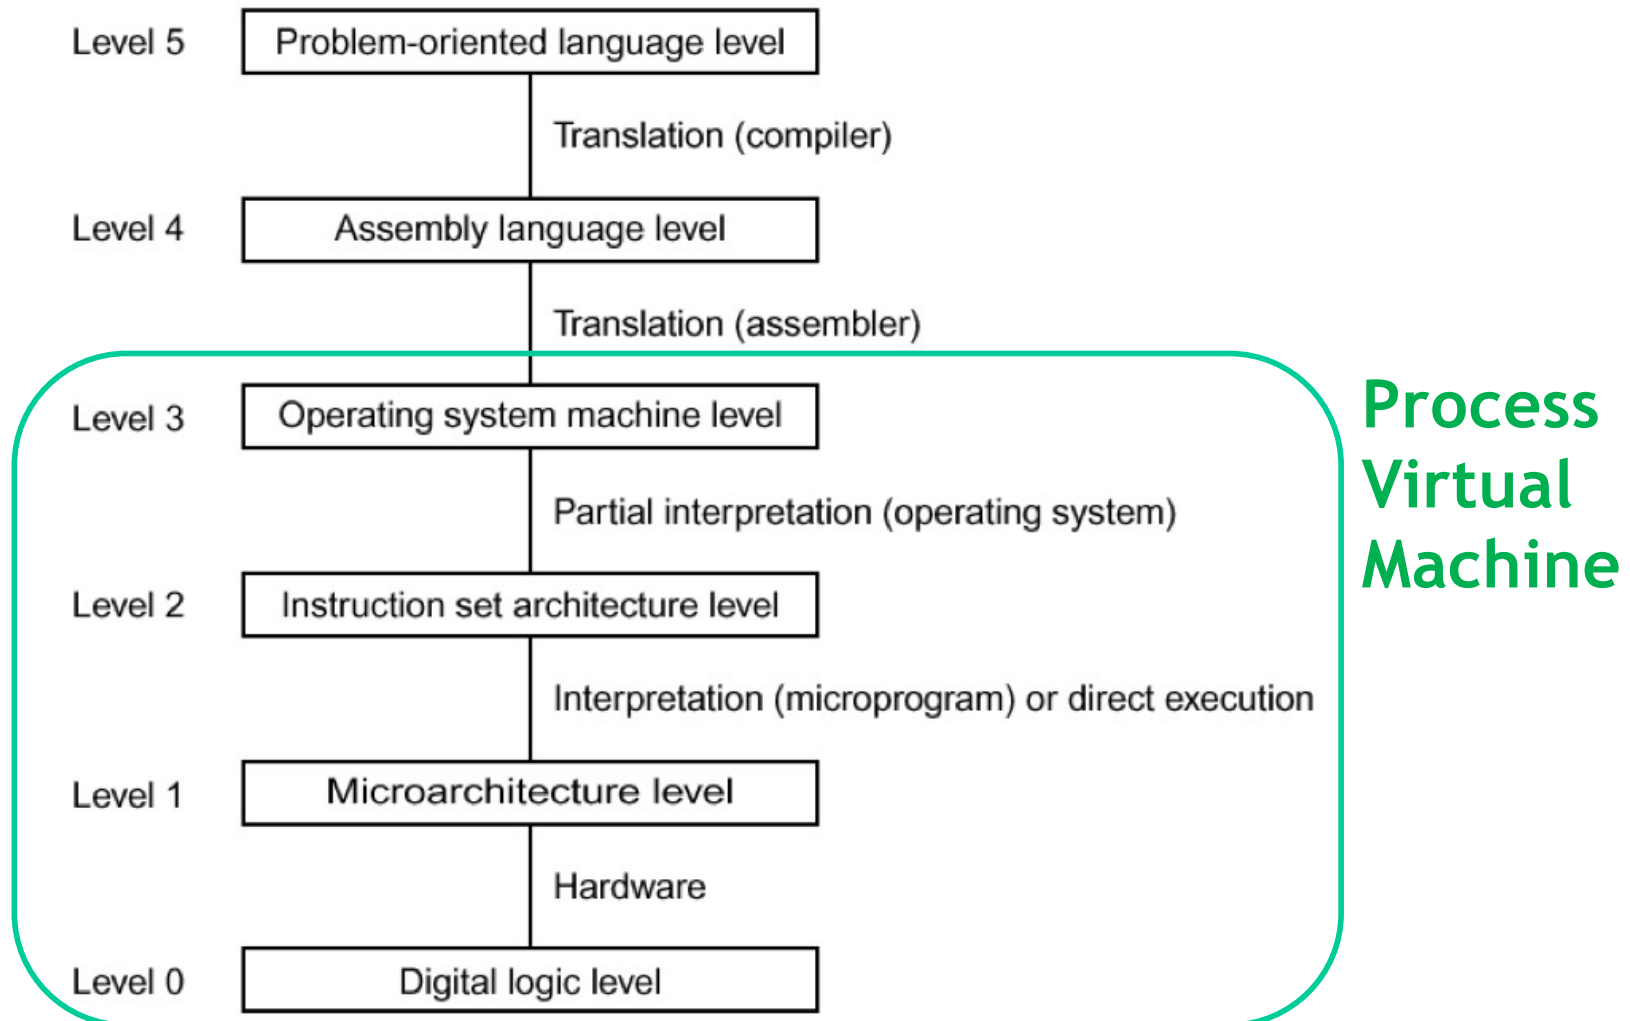 Level 5 Problem-oriented language level
Translation (compiler)
Level 4 Assembly language level
Translation (assembler)
Level 3 Operating system machine level
Partial interpretation (operating system)
Level 2 Instruction set architecture level
Interpretation (microprogram) or direct execution
Level 1 Microarchitecture level
Hardware
Level 0 Digital logic level
Process
Virtual
Machine